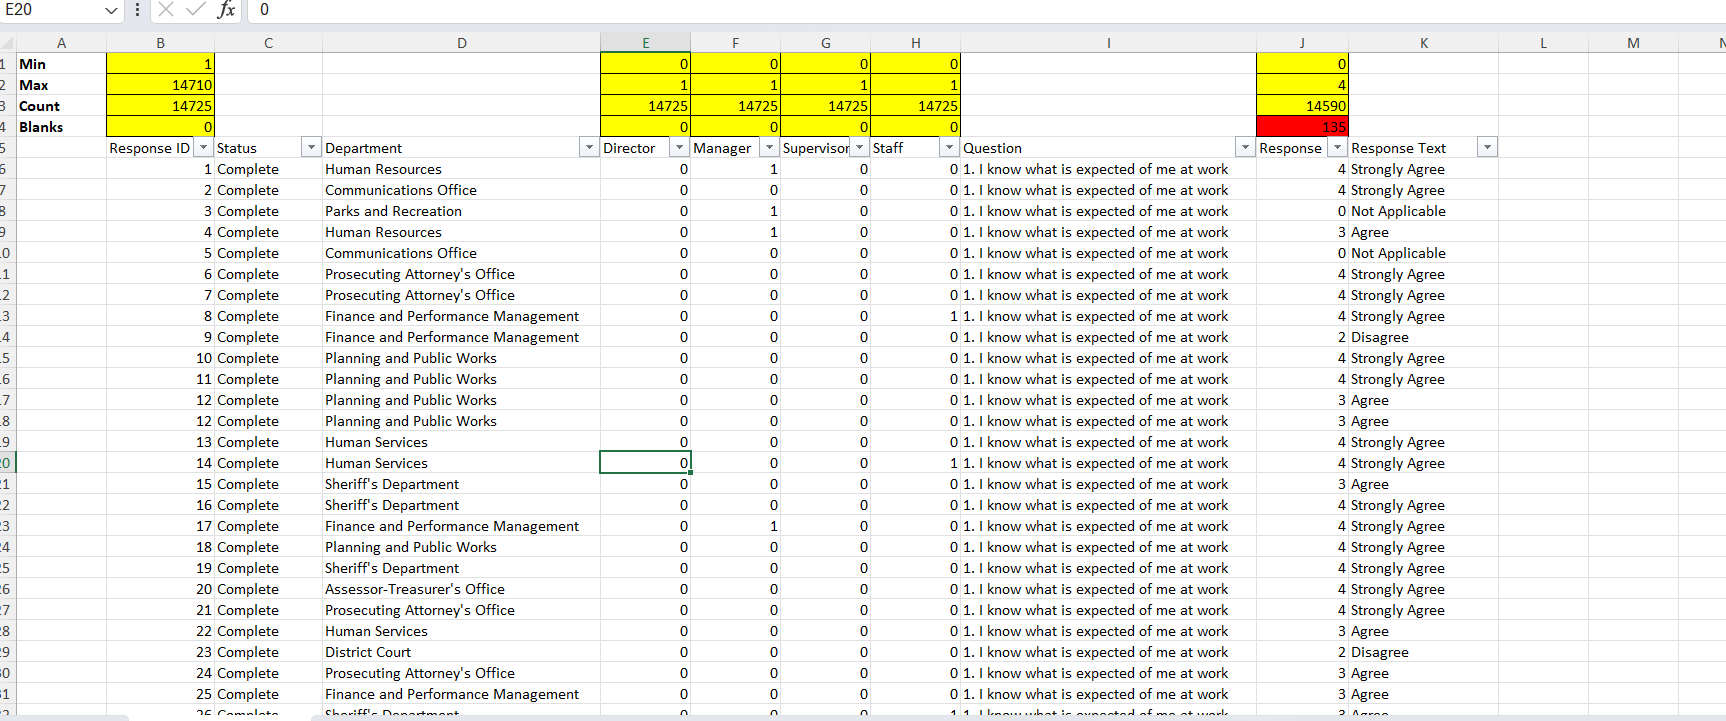 E20 fx 0
A B C D E F G H I J K L M N
1 Min 1 0 0 0 0 0
2 Max 14710 1 1 1 1 4
3 Count 14725 14725 14725 14725 14725 14590
4 Blanks 0 0 0 0 0 135
5 Response ID Status Department Director Manager Supervisor Staff Question Response Response Text
6 1 Complete Human Resources 0 1 0 0 1. I know what is expected of me at work 4 Strongly Agree
7 2 Complete Communications Office 0 0 0 0 1. I know what is expected of me at work 4 Strongly Agree
8 3 Complete Parks and Recreation 0 1 0 0 1. I know what is expected of me at work 0 Not Applicable
9 4 Complete Human Resources 0 1 0 0 1. I know what is expected of me at work 3 Agree
0 5 Complete Communications Office 0 0 0 0 1. I know what is expected of me at work 0 Not Applicable
11 6 Complete Prosecuting Attorney's Office 0 0 0 0 1. I know what is expected of me at work 4 Strongly Agree
2 7 Complete Prosecuting Attorney's Office 0 0 0 0 1. I know what is expected of me at work 4 Strongly Agree
3 8 Complete Finance and Performance Management 0 0 0 1 1. I know what is expected of me at work 4 Strongly Agree
4 9 Complete Finance and Performance Management 0 0 0 0 1. I know what is expected of me at work 2 Disagree
5 10 Complete Planning and Public Works 0 0 0 0 1. I know what is expected of me at work 4 Strongly Agree
6 11 Complete Planning and Public Works 0 0 0 0 1. I know what is expected of me at work 4 Strongly Agree
7 12 Complete Planning and Public Works 0 0 0 0 1. I know what is expected of me at work 3 Agree
8 12 Complete Planning and Public Works 0 0 0 0 1. I know what is expected of me at work 3 Agree
9 13 Complete Human Services 0 0 0 0 1. I know what is expected of me at work 4 Strongly Agree
20 14 Complete Human Services 0 0 0 1 1. I know what is expected of me at work 4 Strongly Agree
21 15 Complete Sheriff's Department 0 0 0 0 1. I know what is expected of me at work 3 Agree
22 16 Complete Sheriff's Department 0 0 0 0 1. I know what is expected of me at work 4 Strongly Agree
23 17 Complete Finance and Performance Management 0 1 0 0 1. I know what is expected of me at work 4 Strongly Agree
24 18 Complete Planning and Public Works 0 0 0 0 1. I know what is expected of me at work 4 Strongly Agree
25 19 Complete Sheriff's Department 0 0 0 0 1. I know what is expected of me at work 4 Strongly Agree
26 20 Complete Assessor-Treasurer's Office 0 0 0 0 1. I know what is expected of me at work 4 Strongly Agree
27 21 Complete Prosecuting Attorney's Office 0 0 0 0 1. I know what is expected of me at work 4 Strongly Agree
28 22 Complete Human Services 0 0 0 0 1. I know what is expected of me at work 3 Agree
29 23 Complete District Court 0 0 0 0 1. I know what is expected of me at work 2 Disagree
30 24 Complete Prosecuting Attorney's Office 0 0 0 0 1. I know what is expected of me at work 3 Agree
31 25 Complete Finance and Performance Management 0 0 0 0 1. I know what is expected of me at work 3 Agree
26 Complete Sheriff's Department 0 0 0 1 1. I know what is expected of me at work 3 Agree